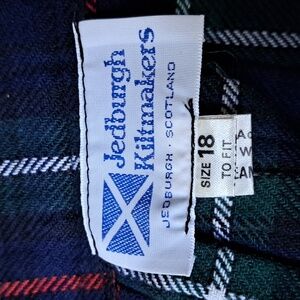 Jedburgh
Kiltmakers
JEDBURGH · SCOTLAND
SIZE 18
TO FIT